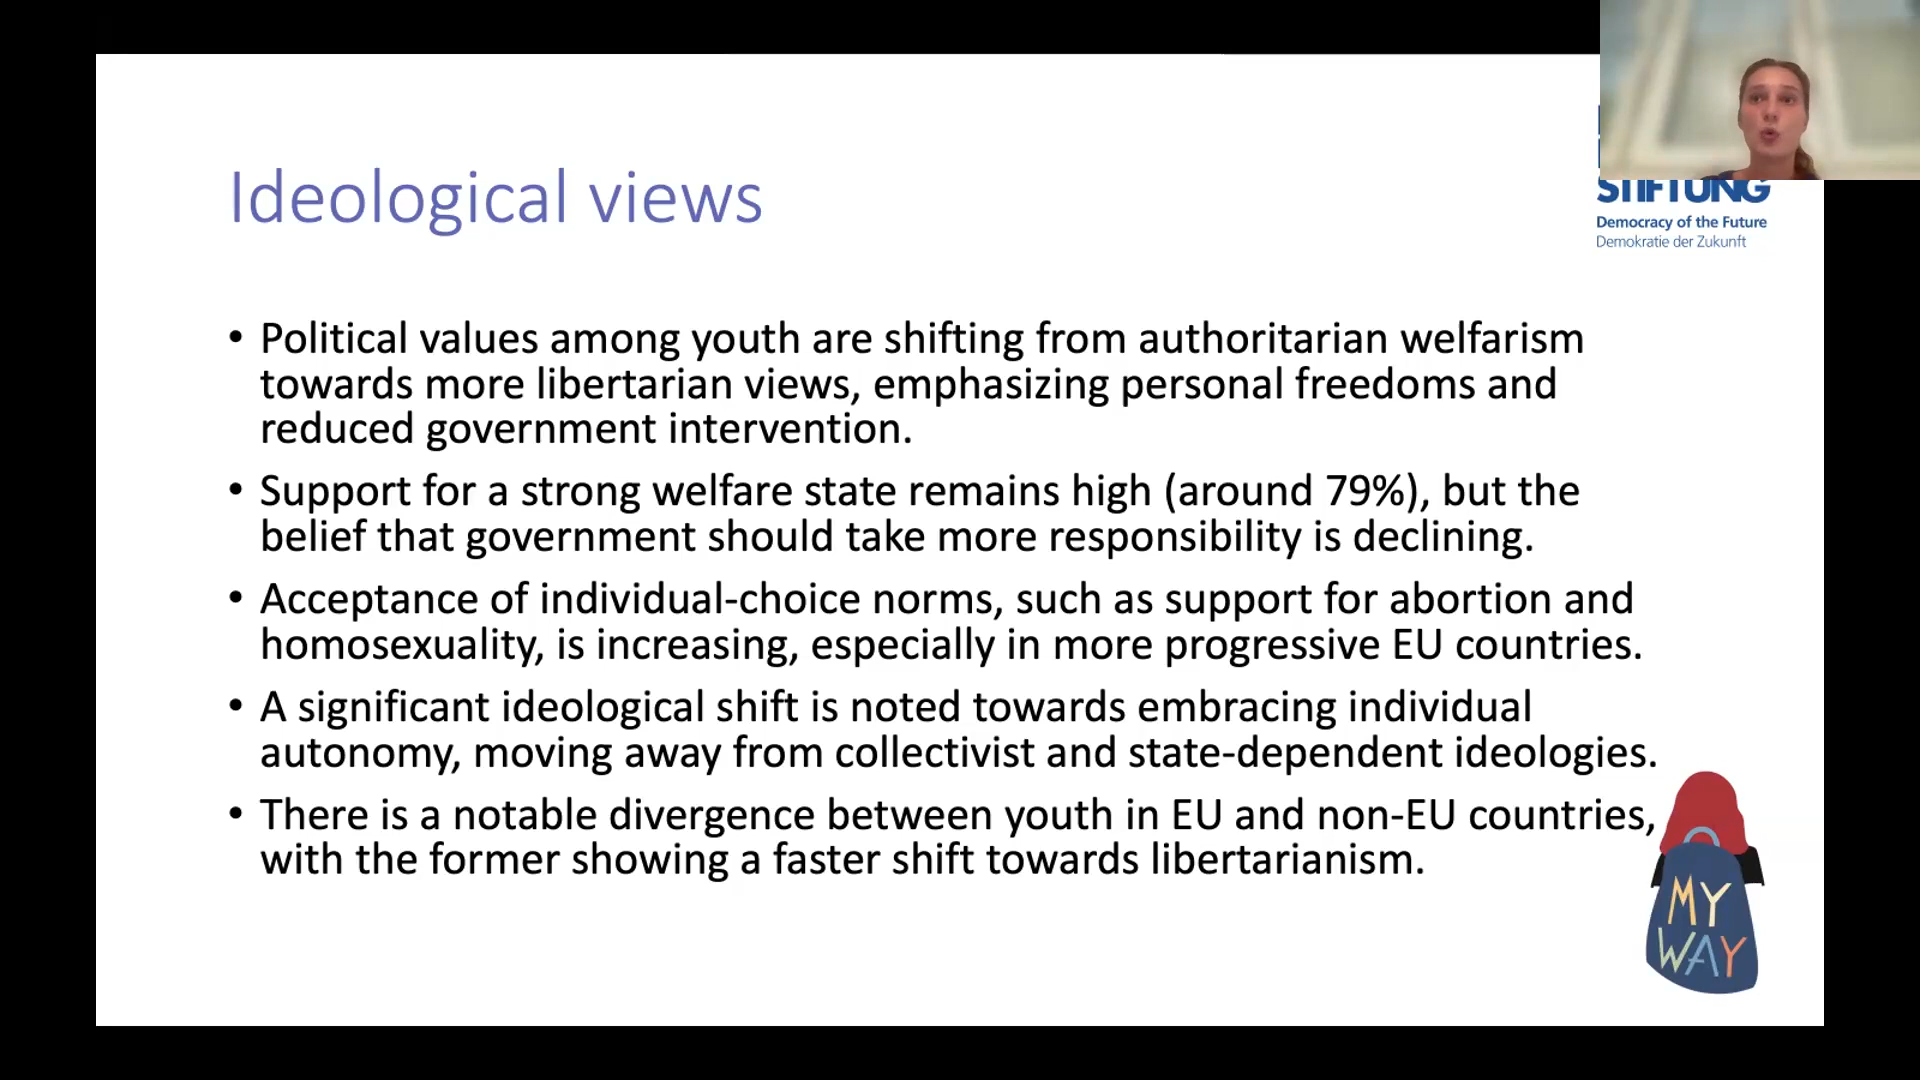 Ideological views
STIFTUNG
Democracy of the Future
Demokratie der Zukunft
• Political values among youth are shifting from authoritarian welfarism
towards more libertarian views, emphasizing personal freedoms and
reduced government intervention.
• Support for a strong welfare state remains high (around 79%), but the
belief that government should take more responsibility is declining.
• Acceptance of individual-choice norms, such as support for abortion and
homosexuality, is increasing, especially in more progressive EU countries.
• A significant ideological shift is noted towards embracing individual
autonomy, moving away from collectivist and state-dependent ideologies.
• There is a notable divergence between youth in EU and non-EU countries,
with the former showing a faster shift towards libertarianism.
MY
WAY